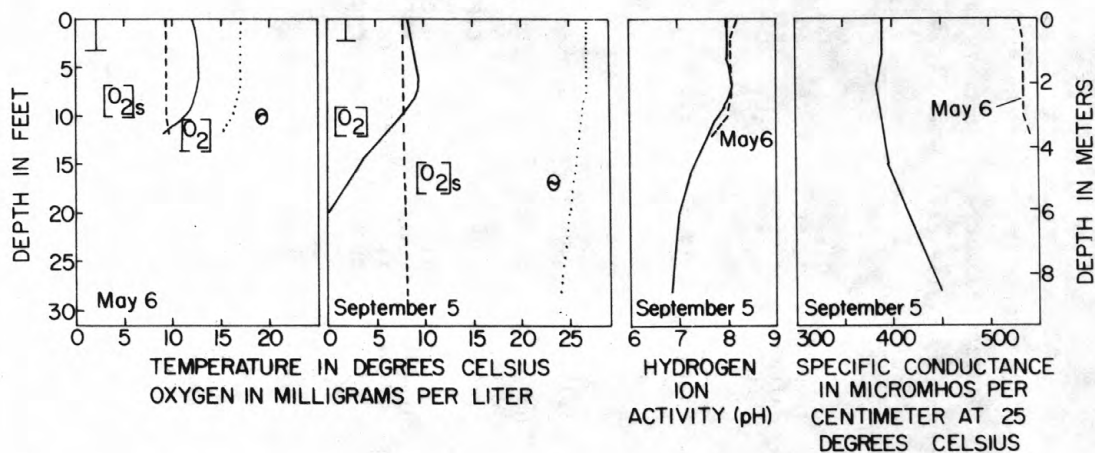 DEPTH IN FEET
0
5
10
15
20
25
30
[O2]s
[O2]
θ
May 6
0 5 10 15 20
[O2]
[O2]s
θ
September 5
0 5 10 15 20 25
TEMPERATURE IN DEGREES CELSIUS
OXYGEN IN MILLIGRAMS PER LITER
May 6
September 5
6 7 8 9
HYDROGEN
ION
ACTIVITY (pH)
May 6
September 5
300 400 500
SPECIFIC CONDUCTANCE
IN MICROMHOS PER
CENTIMETER AT 25
DEGREES CELSIUS
0
2
4
6
8
DEPTH IN METERS